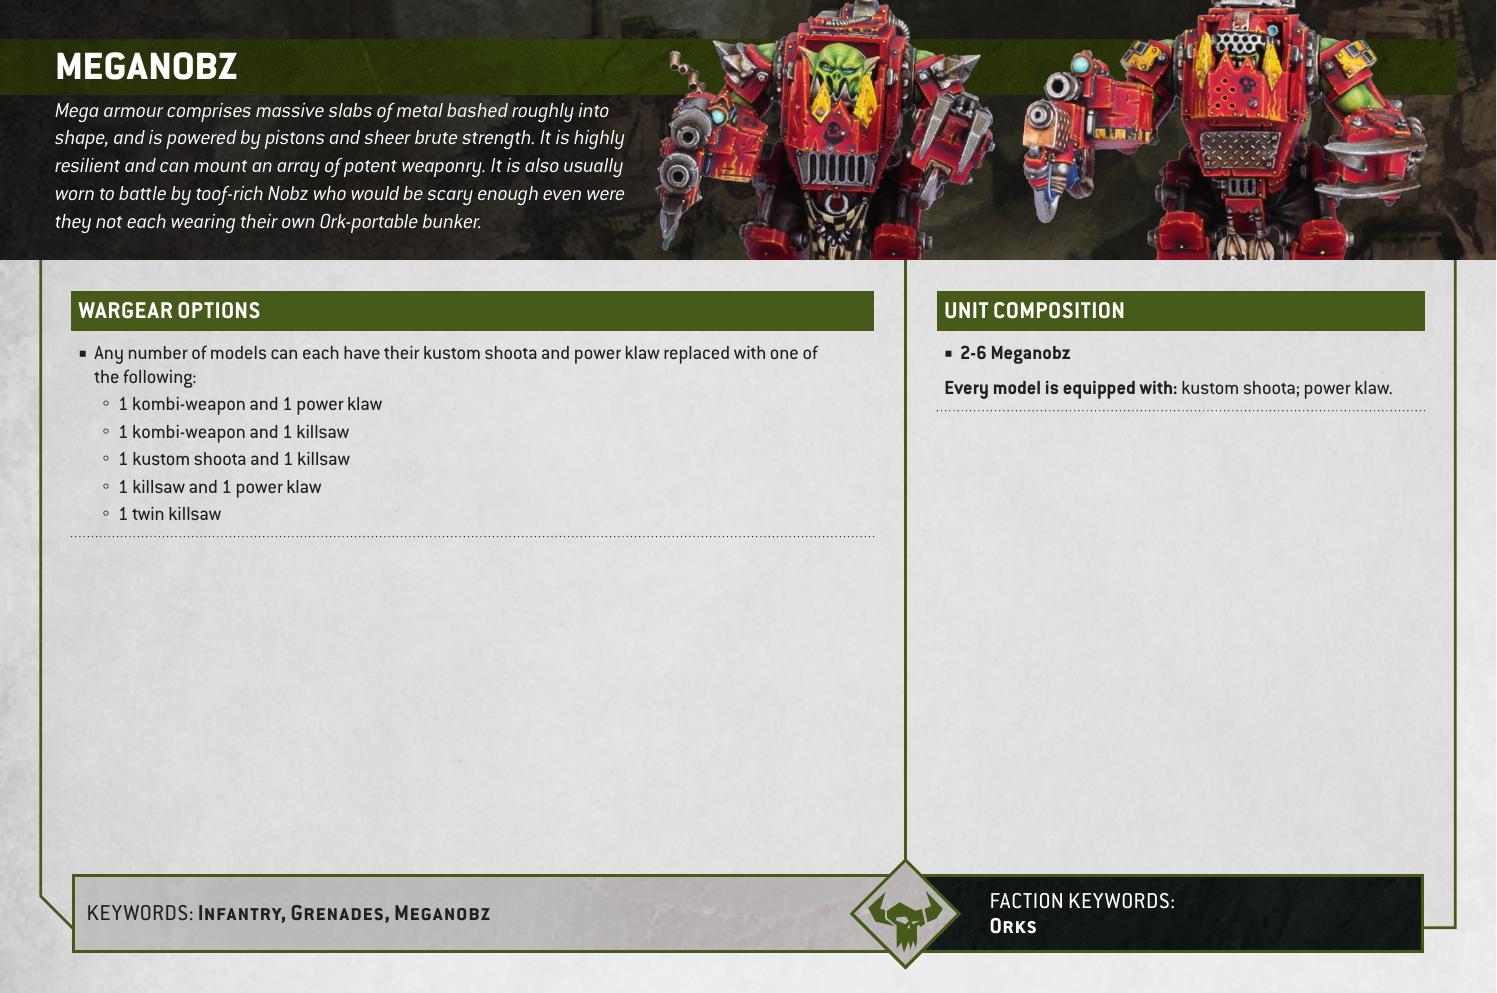 MEGANOBZ
Mega armour comprises massive slabs of metal bashed roughly into
shape, and is powered by pistons and sheer brute strength. It is highly
resilient and can mount an array of potent weaponry. It is also usually
worn to battle by toof-rich Nobz who would be scary enough even were
they not each wearing their own Ork-portable bunker.
WARGEAR OPTIONS
■ Any number of models can each have their kustom shoota and power klaw replaced with one of
the following:
◦ 1 kombi-weapon and 1 power klaw
◦ 1 kombi-weapon and 1 killsaw
◦ 1 kustom shoota and 1 killsaw
◦ 1 killsaw and 1 power klaw
◦ 1 twin killsaw
UNIT COMPOSITION
■ 2-6 Meganobz
Every model is equipped with: kustom shoota; power klaw.
KEYWORDS: Infantry, Grenades, Meganobz
FACTION KEYWORDS:
Orks